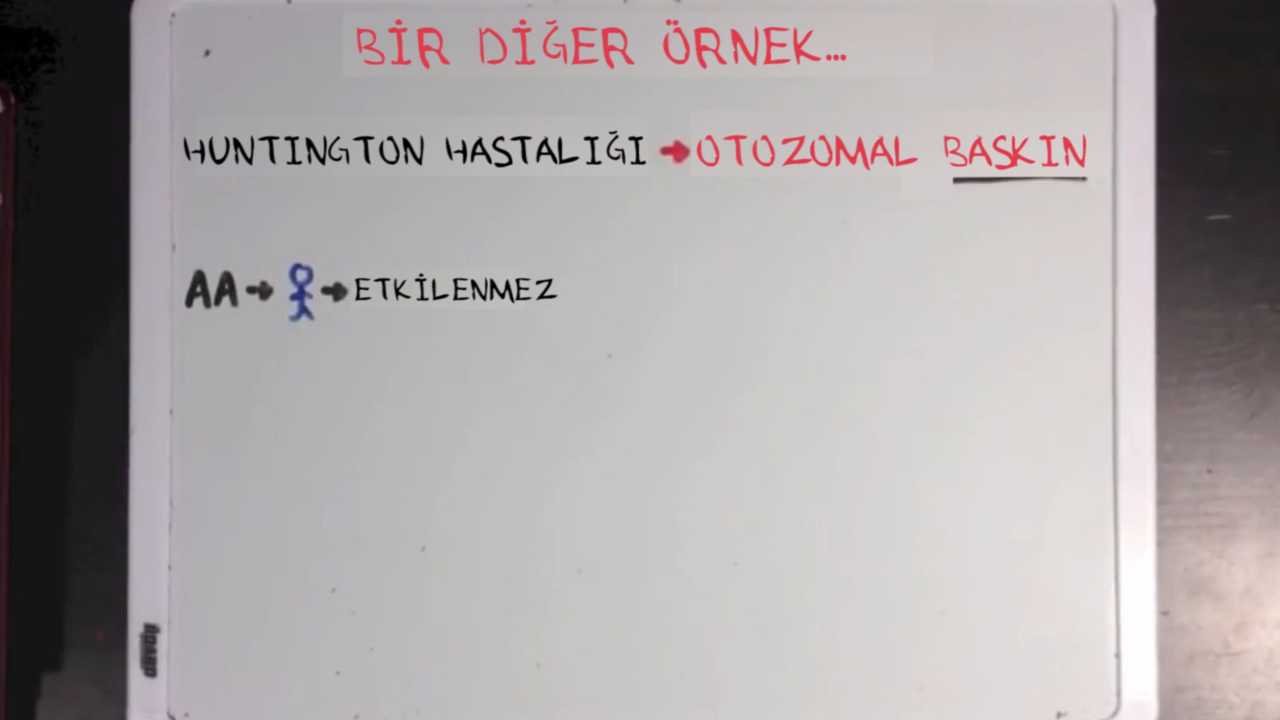 BİR DİĞER ÖRNEK...
HUNTINGTON HASTALIĞI → OTOZOMAL BASKIN
AA → → ETKİLENMEZ